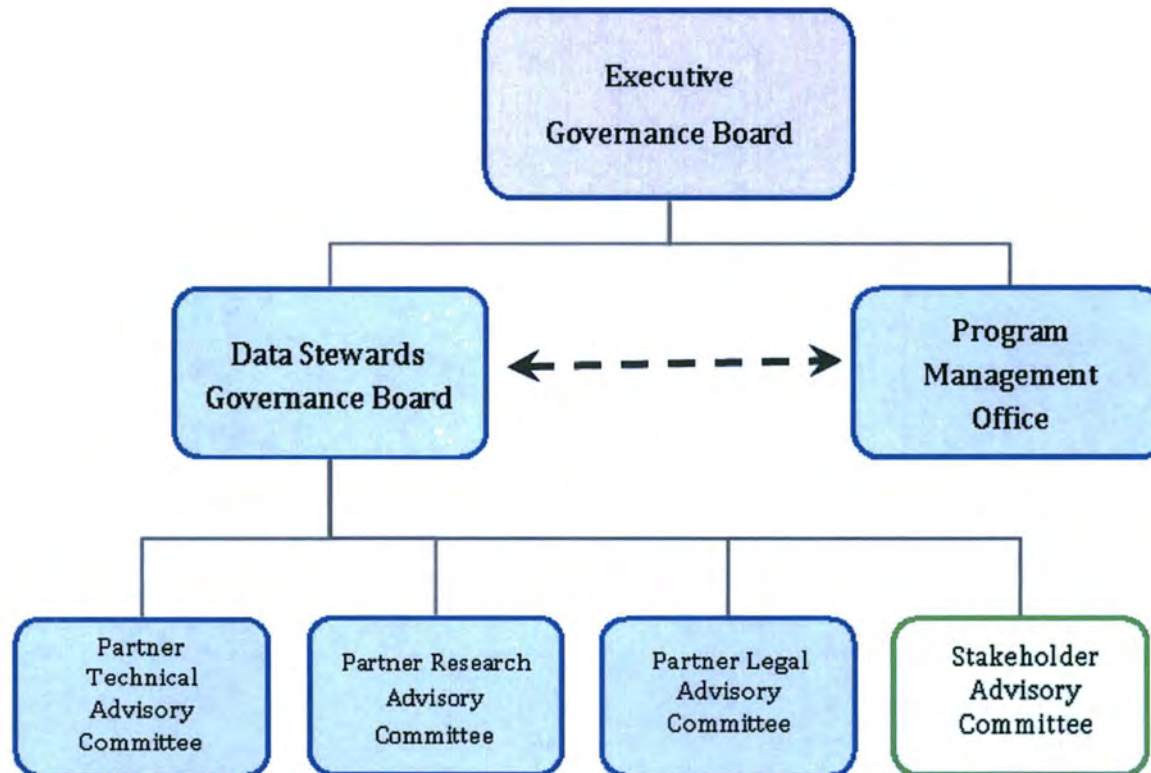 Executive
Governance Board
Data Stewards
Governance Board
Program
Management
Office
Partner
Technical
Advisory
Committee
Partner Research
Advisory
Committee
Partner Legal
Advisory
Committee
Stakeholder
Advisory
Committee